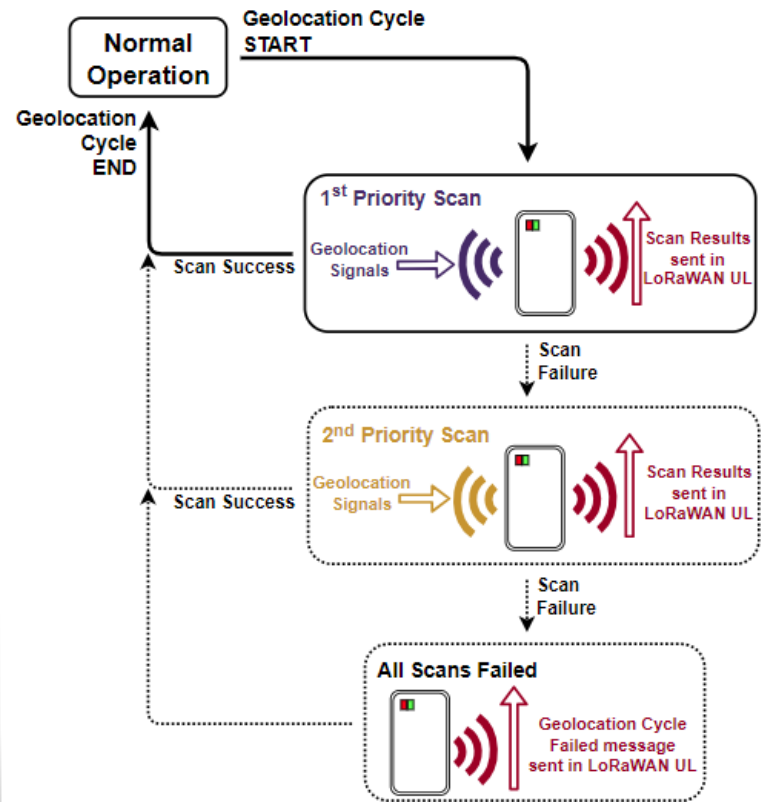 Normal
Operation
Geolocation Cycle
START
Geolocation
Cycle
END
1st Priority Scan
Geolocation
Signals
Scan Results
sent in
LoRaWAN UL
Scan Success
Scan
Failure
2nd Priority Scan
Geolocation
Signals
Scan Results
sent in
LoRaWAN UL
Scan Success
Scan
Failure
All Scans Failed
Geolocation Cycle
Failed message
sent in LoRaWAN UL